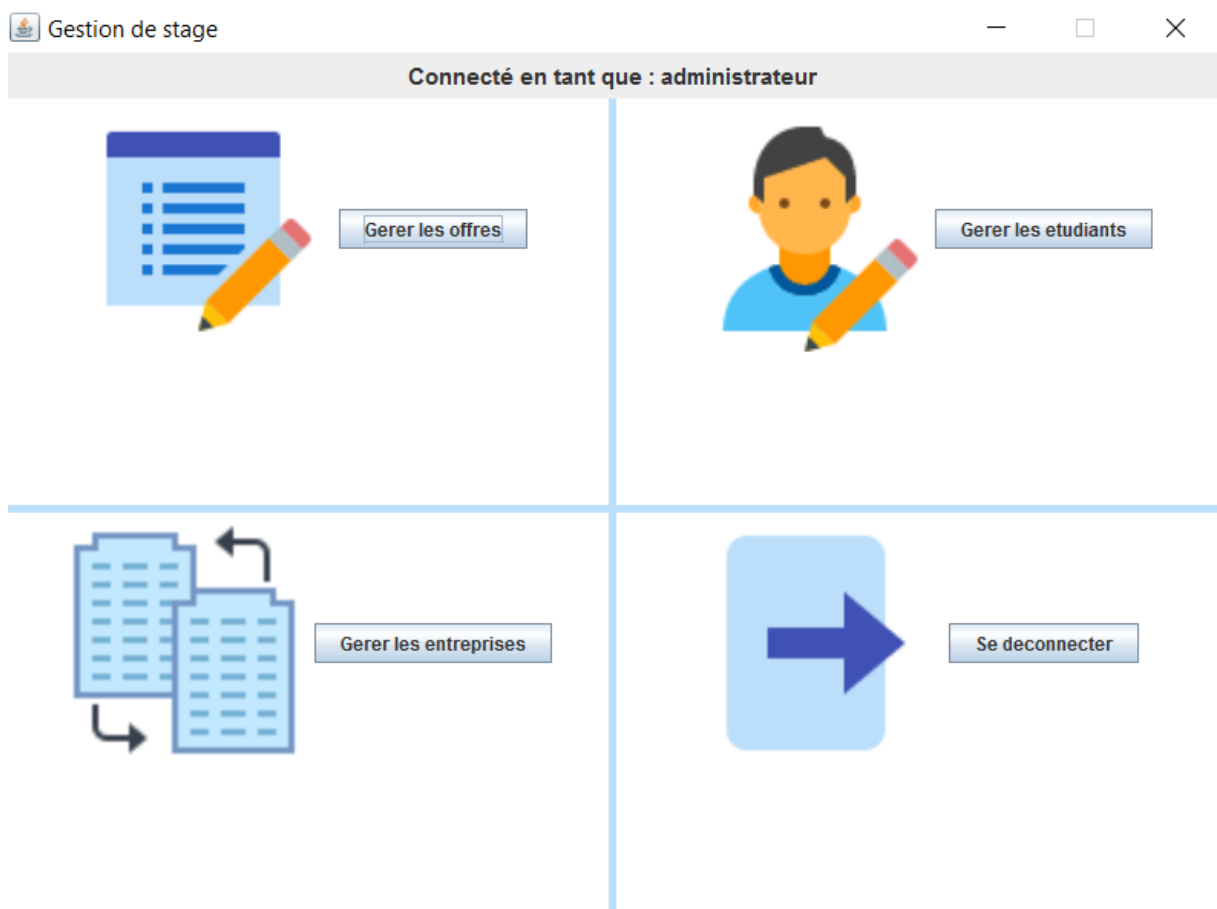 Gestion de stage
Connecté en tant que : administrateur
Gerer les offres
Gerer les etudiants
Gerer les entreprises
Se deconnecter